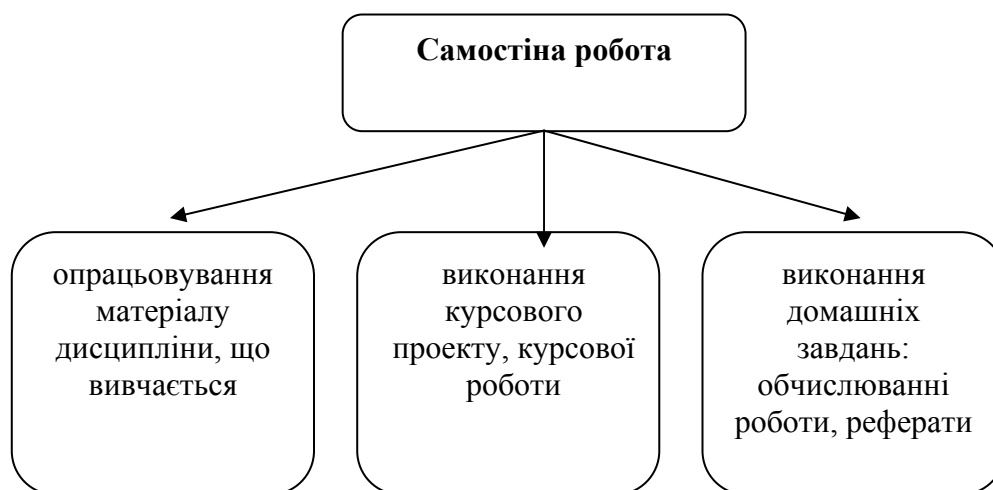 Самостіна робота
опрацьовування
матеріалу
дисципліни, що
вивчається
виконання
курсового
проекту, курсової
роботи
виконання
домашніх
завдань:
обчислюванні
роботи, реферати